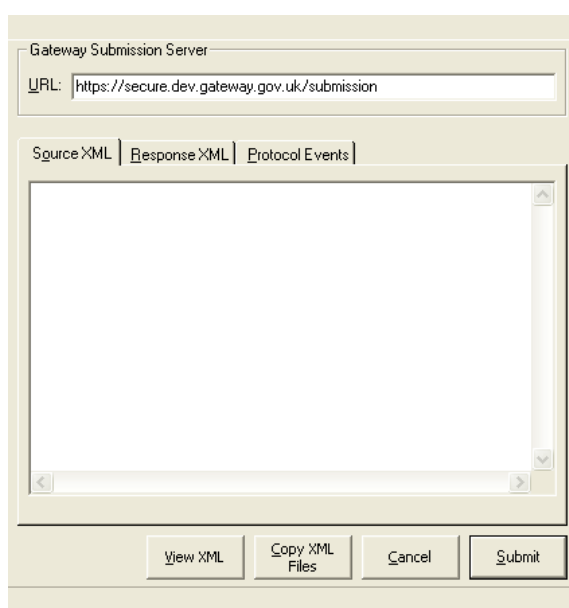 Gateway Submission Server
URL: https://secure.dev.gateway.gov.uk/submission
Source XML Response XML Protocol Events
View XML Copy XML Files Cancel Submit